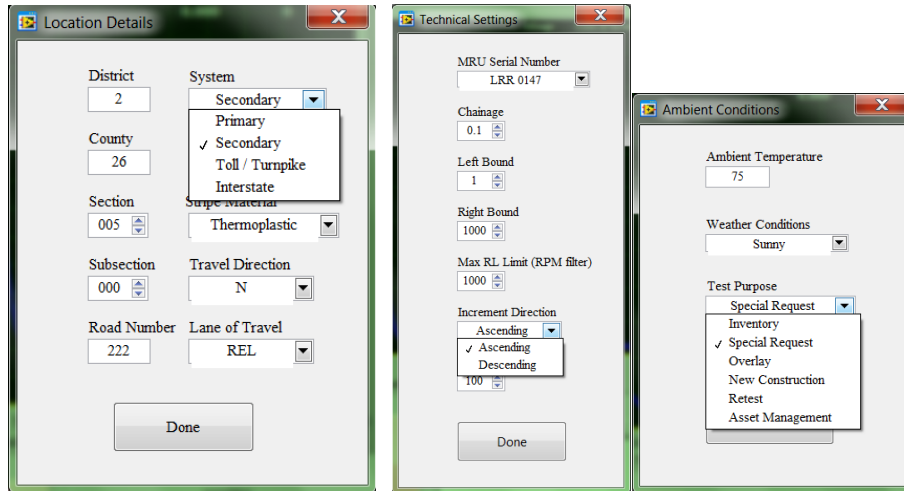 Location Details
District
System
2
Secondary
Primary
✓ Secondary
Toll / Turnpike
Interstate
County
26
Section
Stripe Material
005
Thermoplastic
Subsection
Travel Direction
000
N
Road Number
Lane of Travel
222
REL
Done
Technical Settings
MRU Serial Number
LRR 0147
Chainage
0.1
Left Bound
1
Right Bound
1000
Max RL Limit (RPM filter)
1000
Increment Direction
Ascending
✓ Ascending
Descending
100
Done
Ambient Conditions
Ambient Temperature
75
Weather Conditions
Sunny
Test Purpose
Special Request
Inventory
✓ Special Request
Overlay
New Construction
Retest
Asset Management